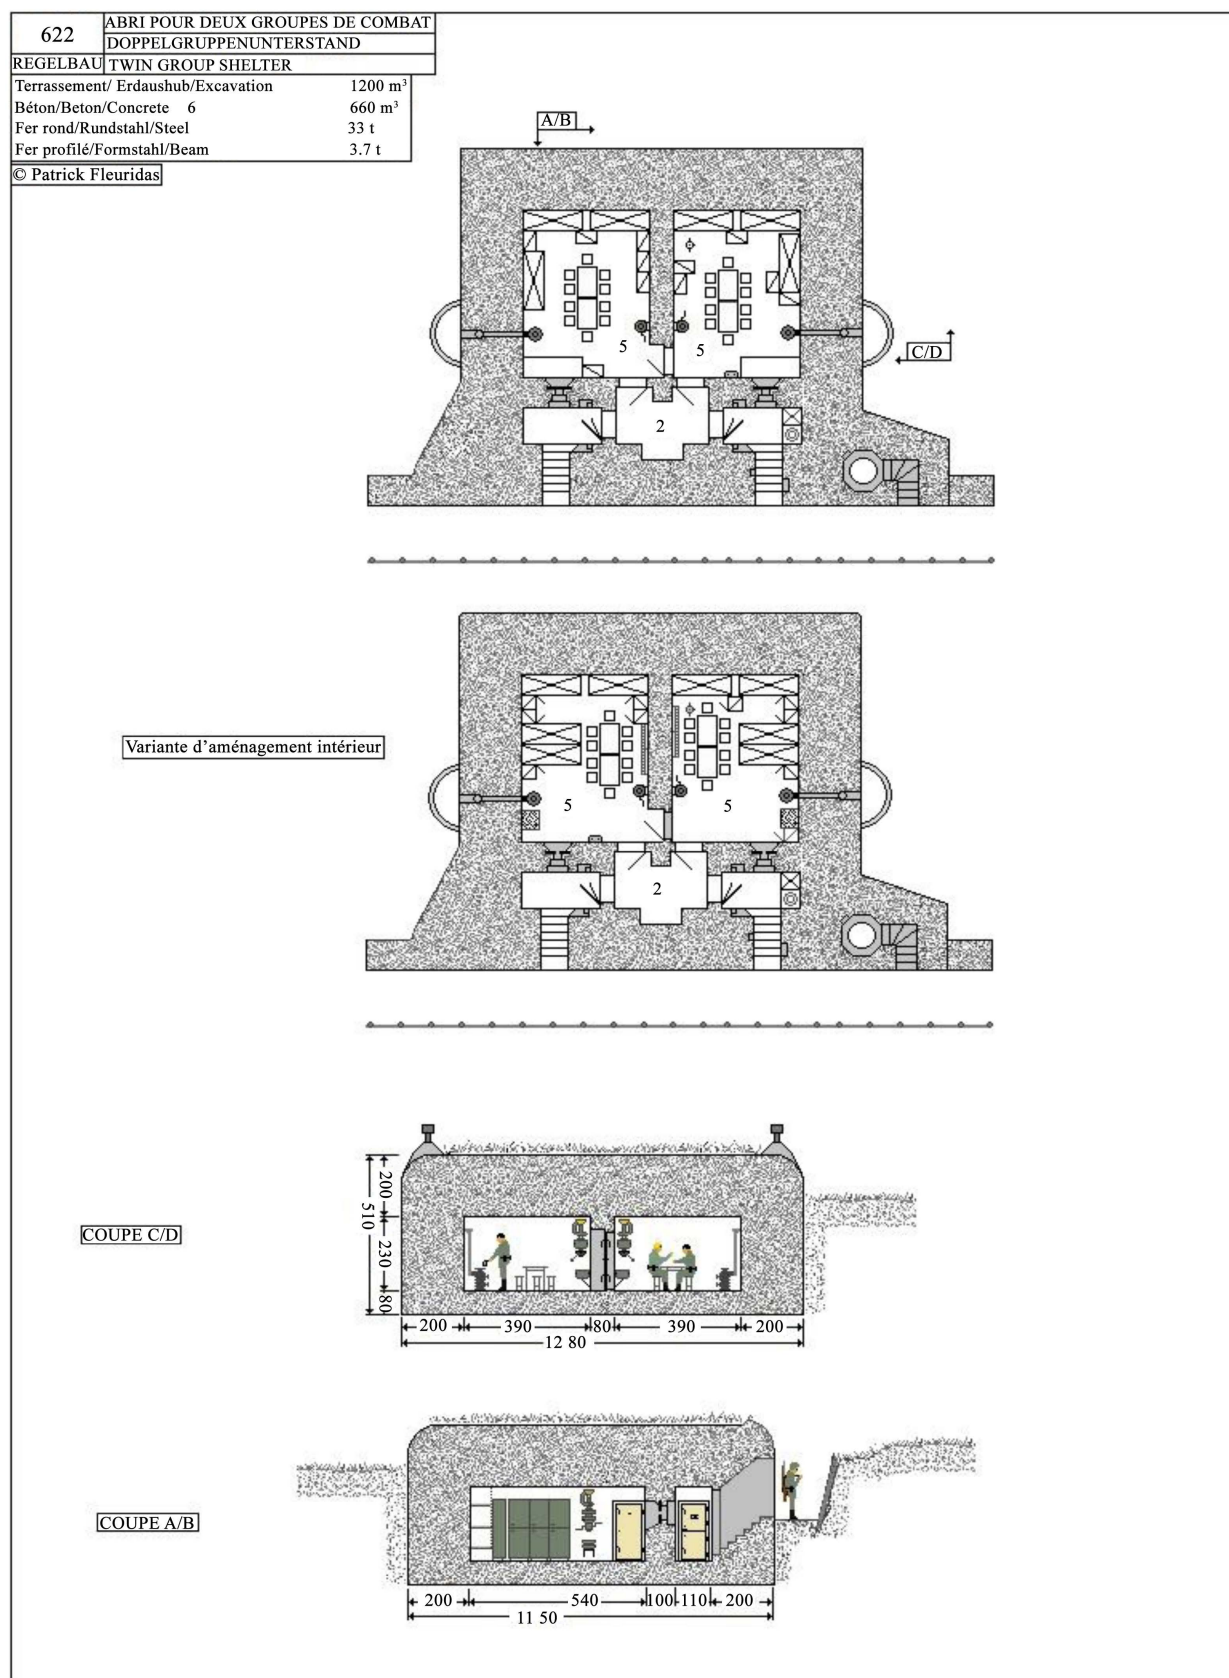 622
ABRI POUR DEUX GROUPES DE COMBAT
DOPPELGRUPPENUNTERSTAND
REGELBAU TWIN GROUP SHELTER
Terrassement/ Erdaushub/Excavation 1200 m³
Béton/Beton/Concrete 6 660 m³
Fer rond/Rundstahl/Steel 33 t
Fer profilé/Formstahl/Beam 3.7 t
© Patrick Fleuridas
A/B
C/D
5 5
2
Variante d’aménagement intérieur
5 5
2
COUPE C/D
200
510
230
80
200 390 80 390 200
12 80
COUPE A/B
200 540 100 110 200
11 50